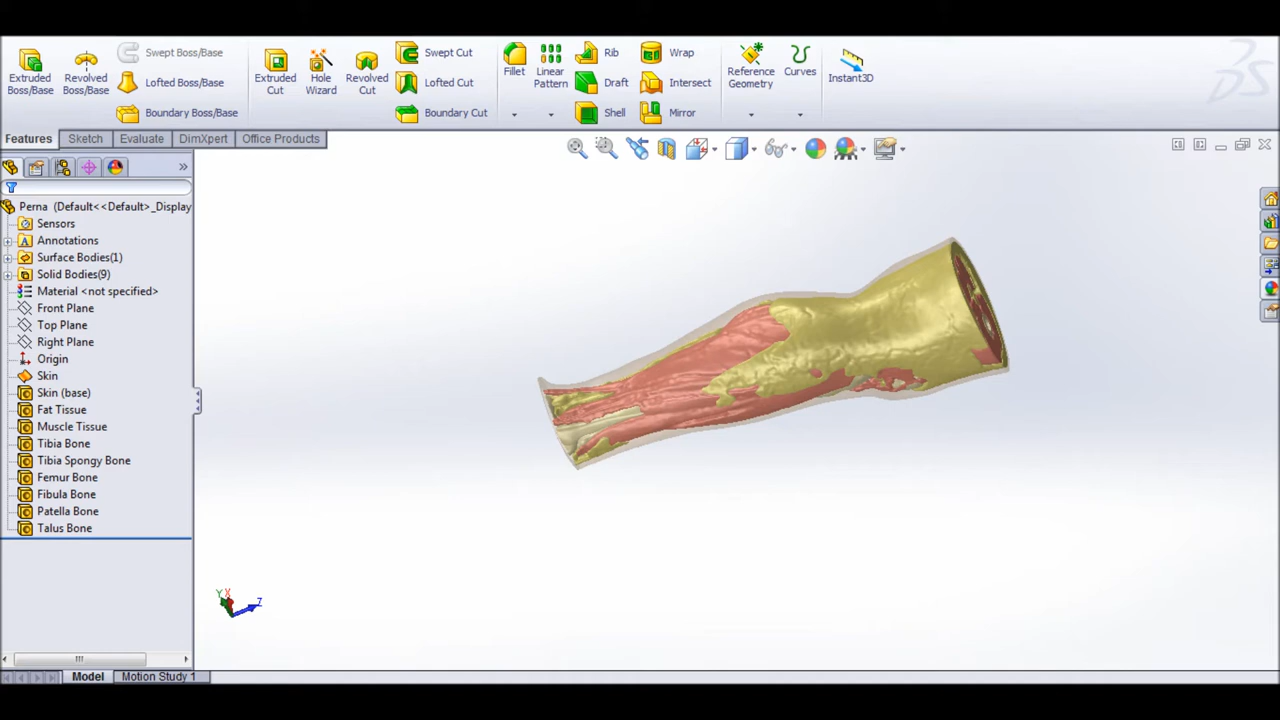 Extruded Boss/Base
Revolved Boss/Base
Swept Boss/Base
Lofted Boss/Base
Boundary Boss/Base
Extruded Cut
Hole Wizard
Revolved Cut
Swept Cut
Lofted Cut
Boundary Cut
Fillet
Linear Pattern
Rib
Draft
Shell
Wrap
Intersect
Mirror
Reference Geometry
Curves
Instant3D
Features
Sketch
Evaluate
DimXpert
Office Products
Perna (Default<<Default>_Display
Sensors
Annotations
Surface Bodies(1)
Solid Bodies(9)
Material <not specified>
Front Plane
Top Plane
Right Plane
Origin
Skin
Skin (base)
Fat Tissue
Muscle Tissue
Tibia Bone
Tibia Spongy Bone
Femur Bone
Fibula Bone
Patella Bone
Talus Bone
Y X Z
Model
Motion Study 1